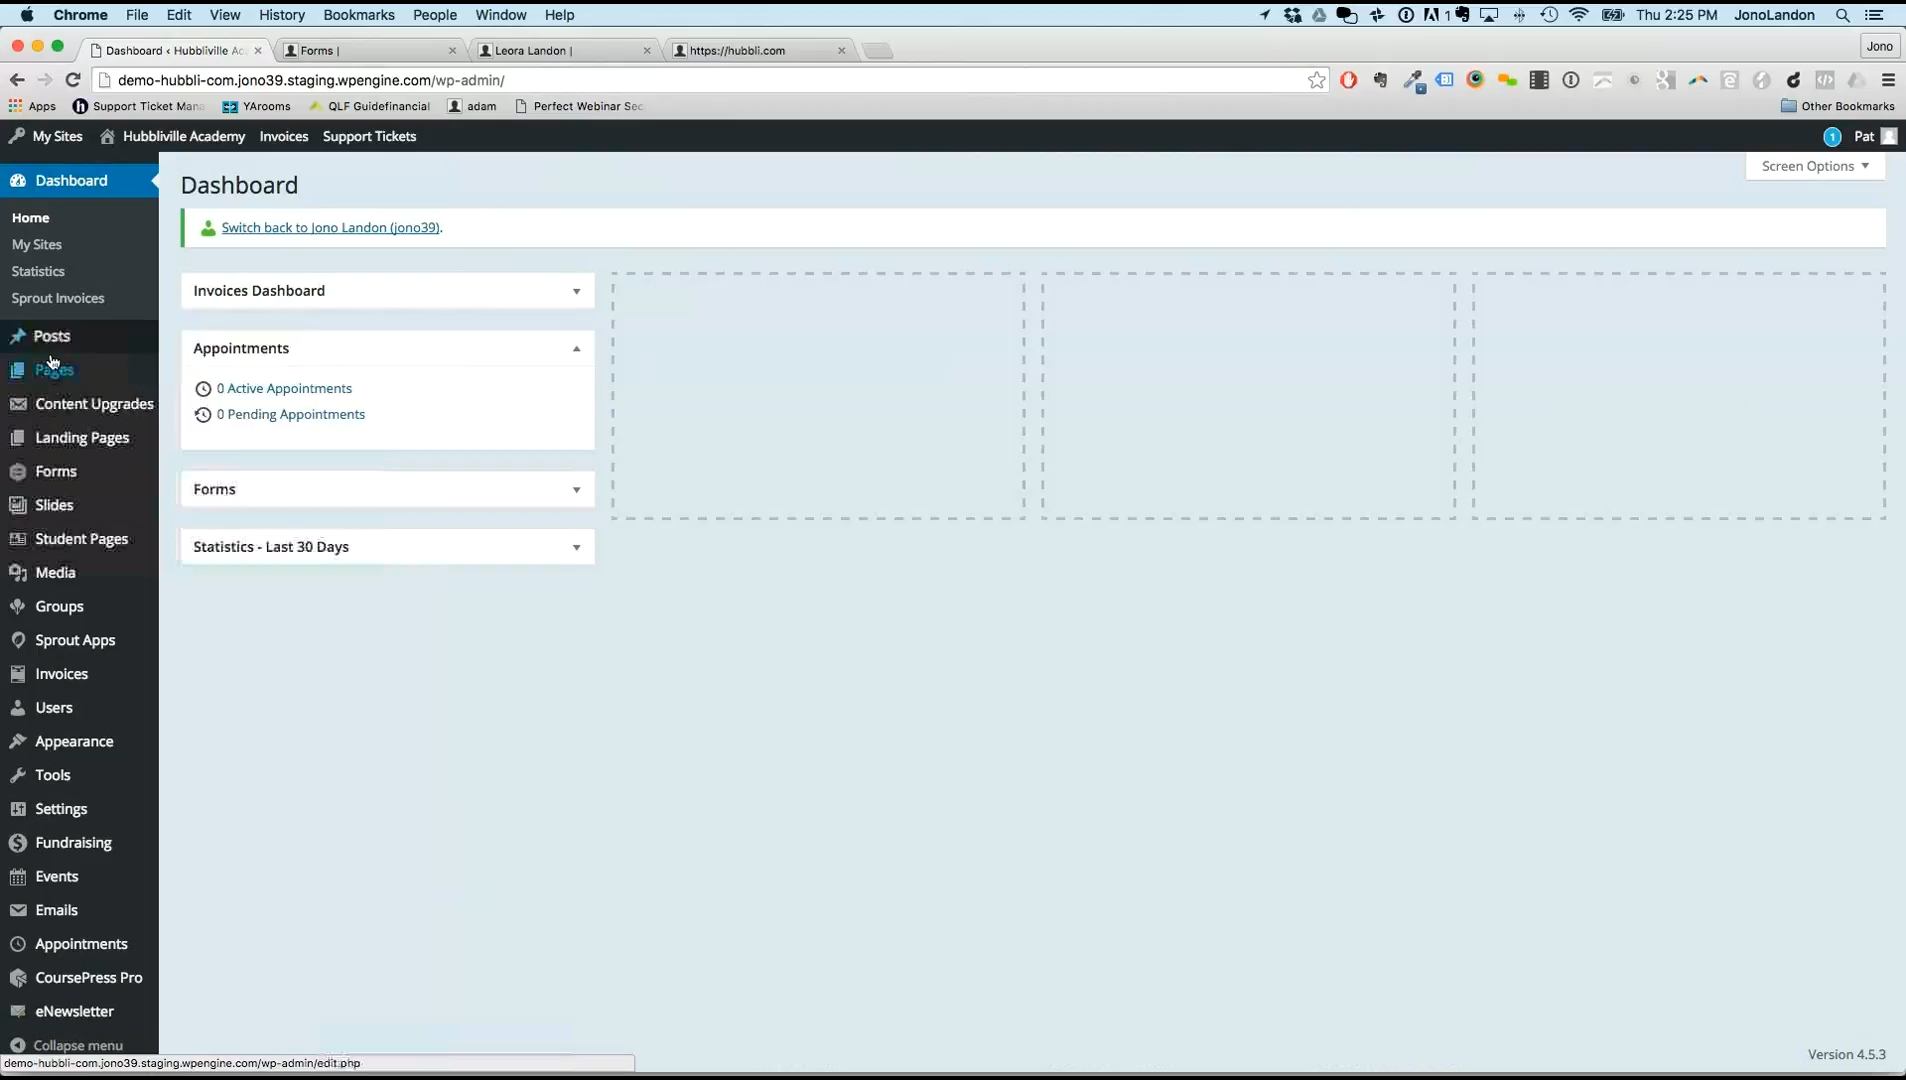 Chrome File Edit View History Bookmarks People Window Help 1 Thu 2:25 PM JonoLandon
Dashboard ‹ Hubbliville Aca Forms | Leora Landon | https://hubbli.com Jono
demo-hubbli-com.jono39.staging.wpengine.com/wp-admin/
Apps Support Ticket Mana YArooms QLF Guidefinancial adam Perfect Webinar Sec Other Bookmarks
My Sites Hubbliville Academy Invoices Support Tickets 1 Pat
Screen Options
Dashboard
Home
My Sites
Statistics
Sprout Invoices
Posts
Pages
Content Upgrades
Landing Pages
Forms
Slides
Student Pages
Media
Groups
Sprout Apps
Invoices
Users
Appearance
Tools
Settings
Fundraising
Events
Emails
Appointments
CoursePress Pro
eNewsletter
Collapse menu
Dashboard
Switch back to Jono Landon (jono39).
Invoices Dashboard
Appointments
0 Active Appointments
0 Pending Appointments
Forms
Statistics - Last 30 Days
Version 4.5.3
demo-hubbli-com.jono39.staging.wpengine.com/wp-admin/edit.php